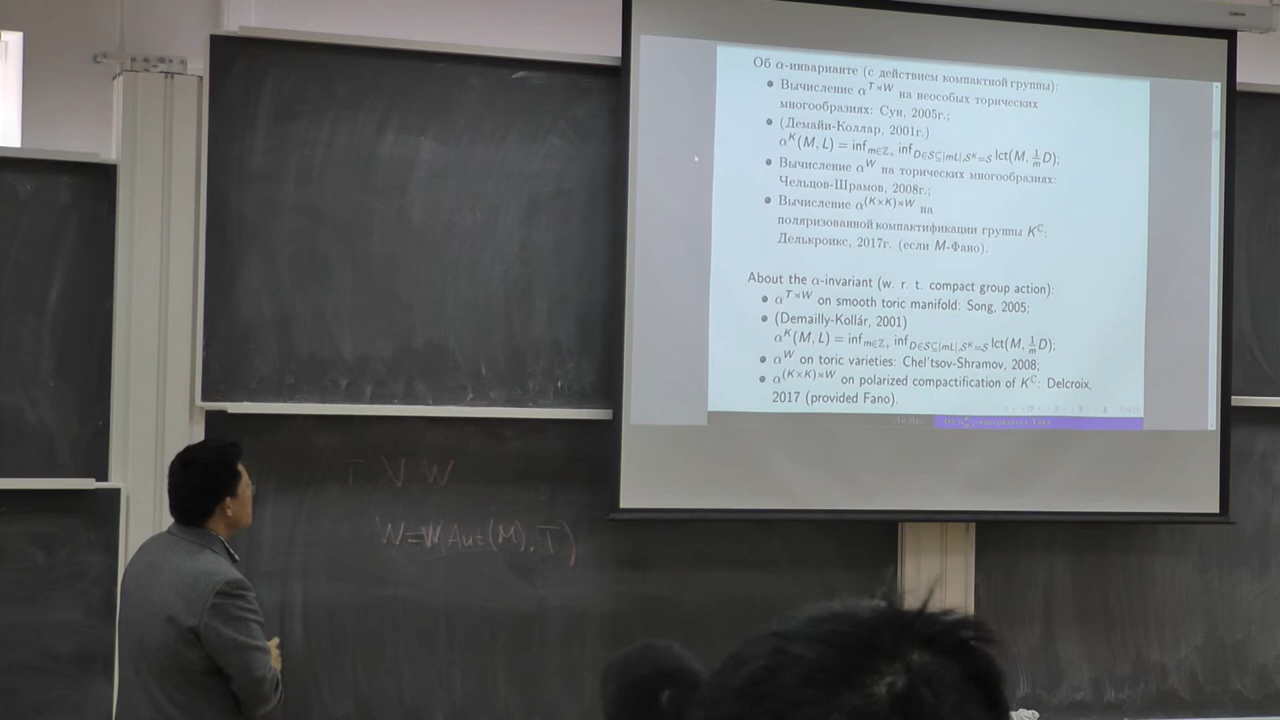 Об α-инварианте (с действием компактной группы):
• Вычисление α^{T⋊W} на неособых торических
многообразиях: Сун, 2005г.;
• (Демайи-Коллар, 2001г.)
α^K(M, L) = inf_{m∈ℤ₊} inf_{D∈S⊆|mL|,S^K=S} lct(M, 1/m D);
• Вычисление α^W на торических многообразиях:
Чельцов-Шрамов, 2008г.;
• Вычисление α^{(K×K)⋊W} на
поляризованной компактификации группы K^ℂ:
Делькроикс, 2017г. (если M-Фано).
About the α-invariant (w. r. t. compact group action):
• α^{T⋊W} on smooth toric manifold: Song, 2005;
• (Demailly-Kollár, 2001)
α^K(M, L) = inf_{m∈ℤ₊} inf_{D∈S⊆|mL|,S^K=S} lct(M, 1/m D);
• α^W on toric varieties: Chel'tsov-Shramov, 2008;
• α^{(K×K)⋊W} on polarized compactification of K^ℂ: Delcroix,
2017 (provided Fano).
T W
W=W(Aut(M), T)